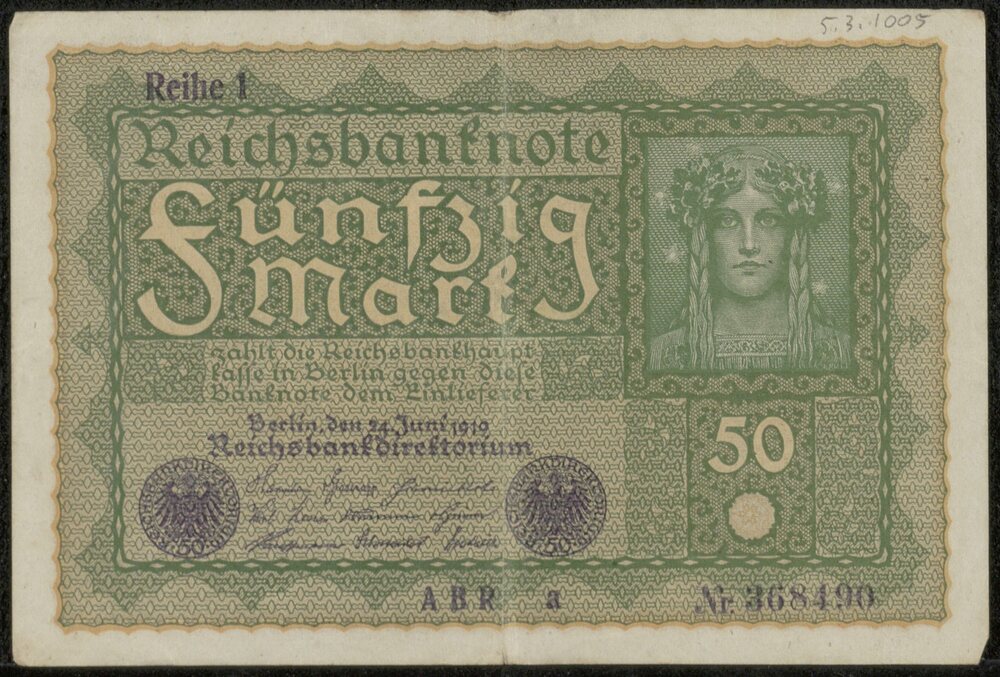 5.3.1005
Reihe 1
Reichsbanknote
Fünfzig
Mark
zahlt die Reichsbankhaupt
kasse in Berlin gegen diese
Banknote dem Einlieferer
Berlin, den 24. Juni 1919
Reichsbankdirektorium
50
50
50
A B R a
Nr. 368490